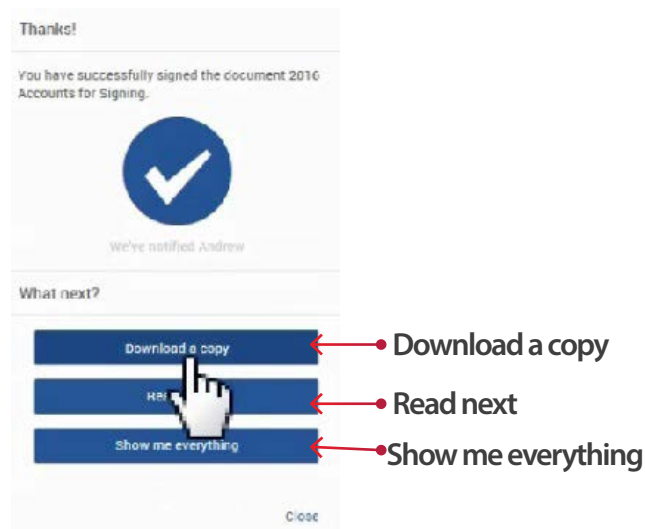 Thanks!
You have successfully signed the document 2016
Accounts for Signing.
We've notified Andrew
What next?
Download a copy
Download a copy
Read next
Show me everything
Show me everything
Close